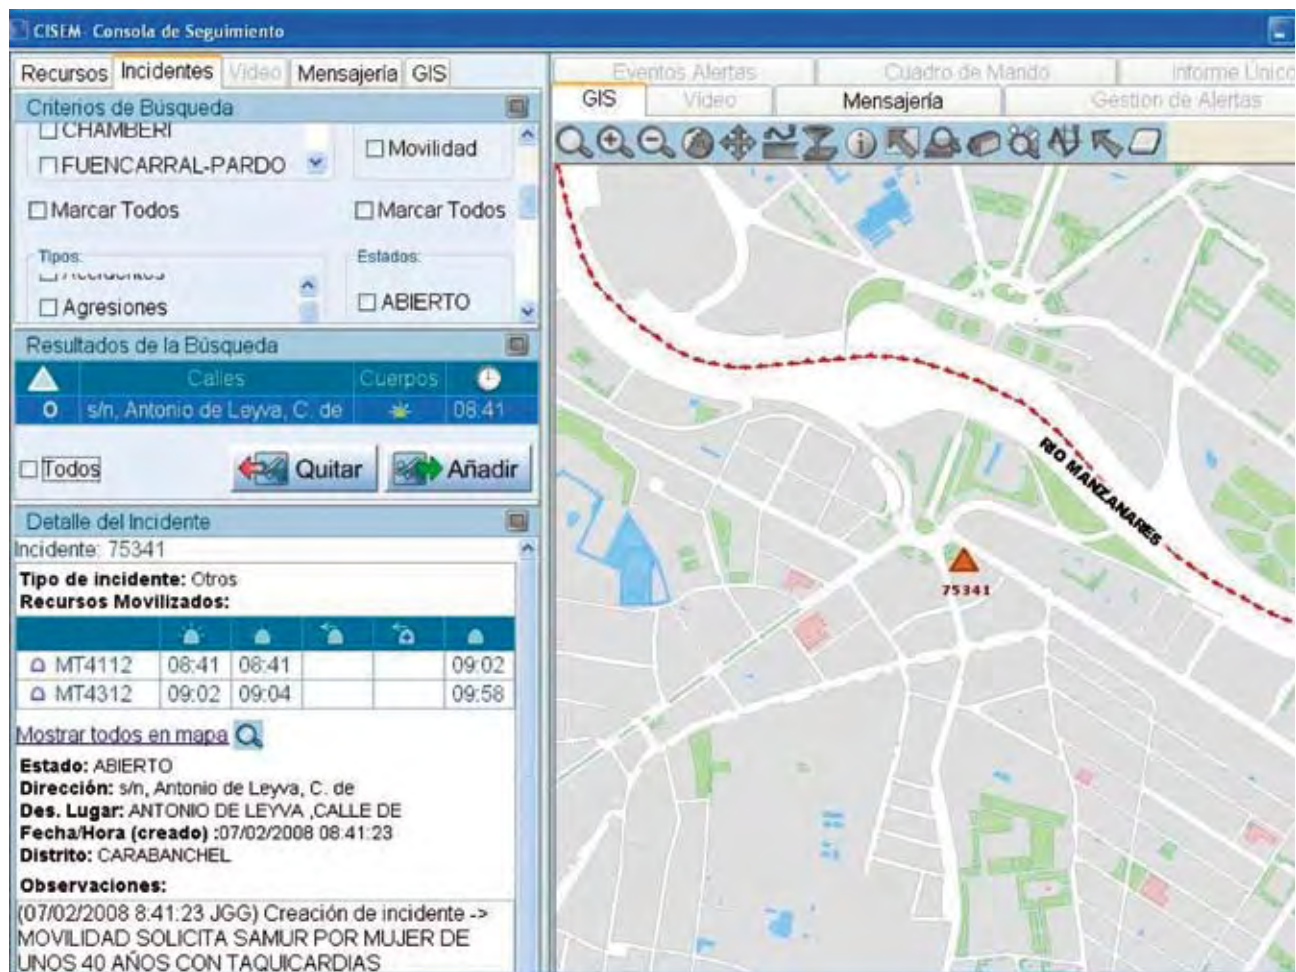 CISEM- Consola de Seguimiento
Recursos Incidentes Video Mensajería GIS
Criterios de Búsqueda
CHAMBERI
FUENCARRAL-PARDO
Movilidad
Marcar Todos
Marcar Todos
Tipos:
Accidentes
Agresiones
Estados:
ABIERTO
Resultados de la Búsqueda
Calles Cuerpos
O s/n, Antonio de Leyva, C. de 08:41
Todos Quitar Añadir
Detalle del Incidente
Incidente: 75341
Tipo de incidente: Otros
Recursos Movilizados:
MT4112 08:41 08:41 09:02
MT4312 09:02 09:04 09:58
Mostrar todos en mapa
Estado: ABIERTO
Dirección: s/n, Antonio de Leyva, C. de
Des. Lugar: ANTONIO DE LEYVA ,CALLE DE
Fecha/Hora (creado) :07/02/2008 08:41:23
Distrito: CARABANCHEL
Observaciones:
(07/02/2008 8:41:23 JGG) Creación de incidente ->
MOVILIDAD SOLICITA SAMUR POR MUJER DE
UNOS 40 AÑOS CON TAQUICARDIAS
Eventos Alertas Cuadro de Mando Informe Único
GIS Vídeo Mensajería Gestión de Alertas
RIO MANZANARES
75341